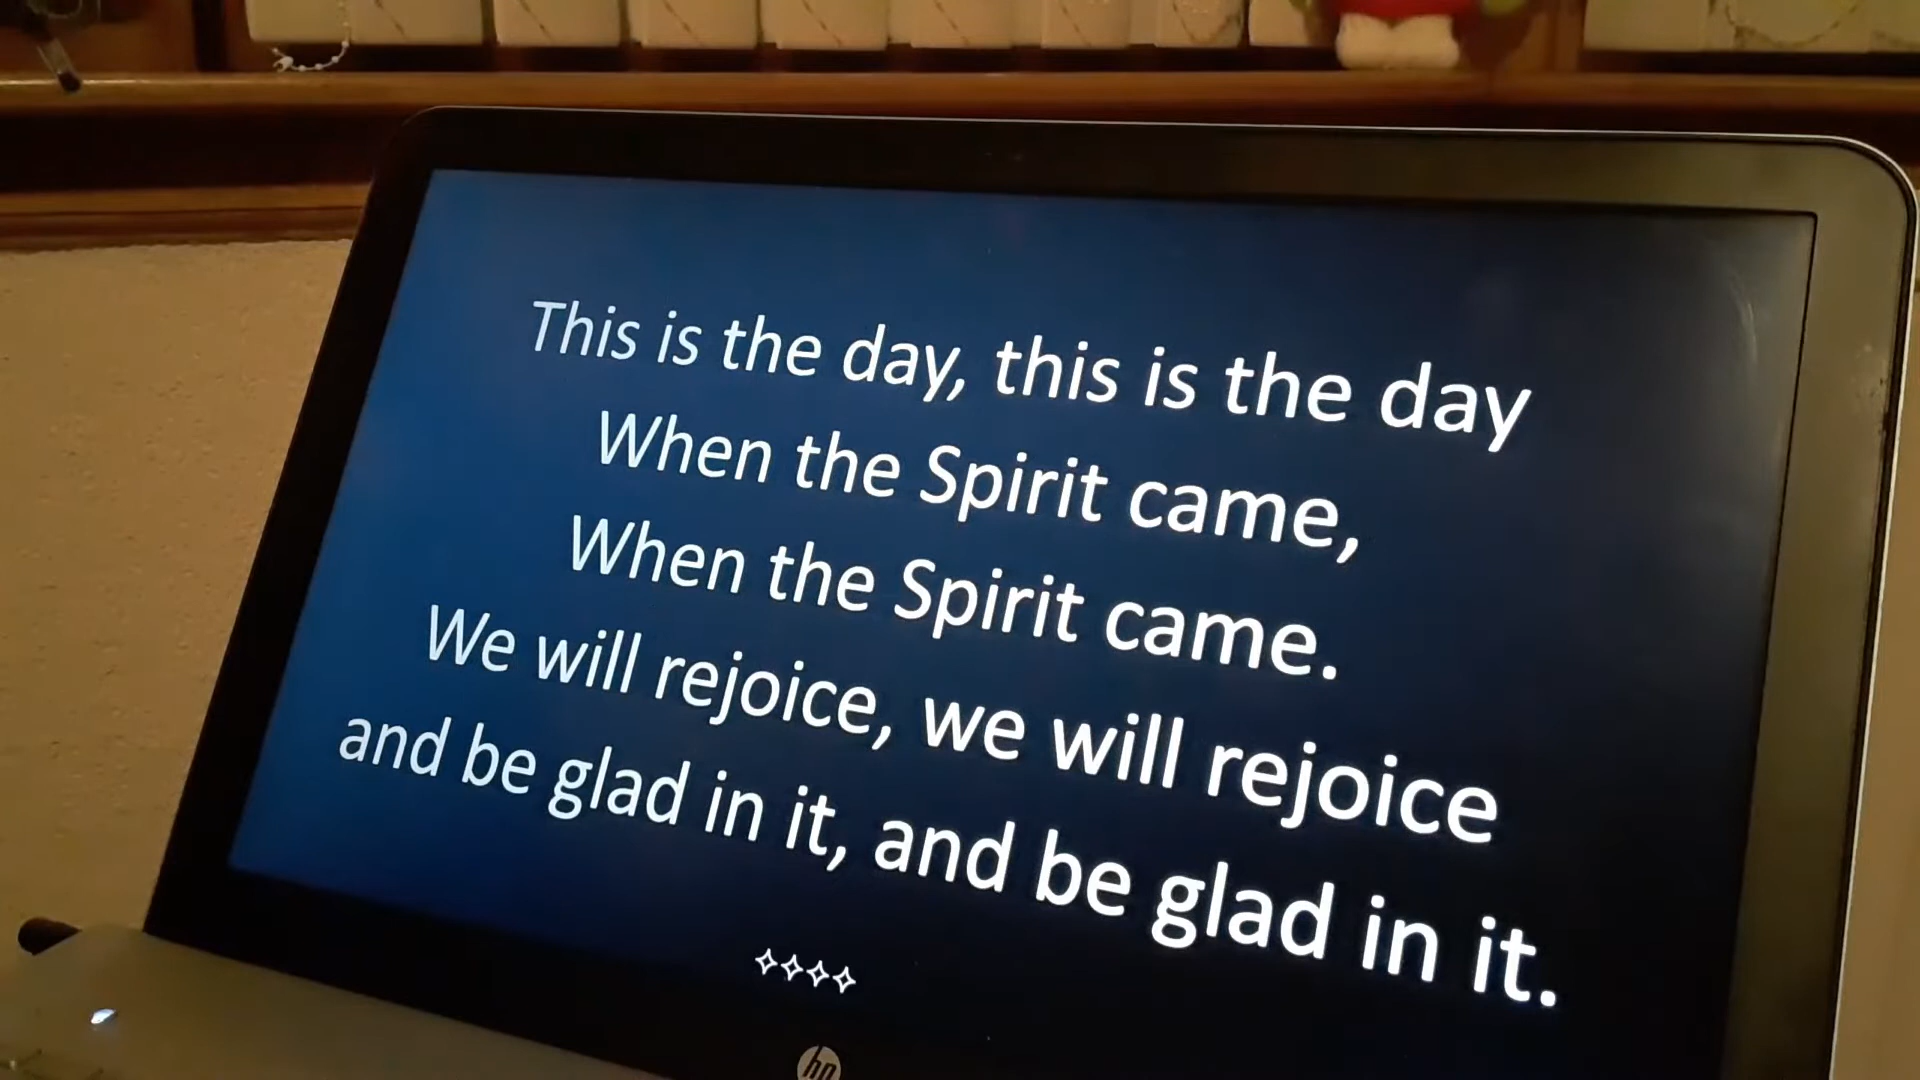 This is the day, this is the day
When the Spirit came,
When the Spirit came.
We will rejoice, we will rejoice
and be glad in it, and be glad in it.
✧✧✧✧
hp